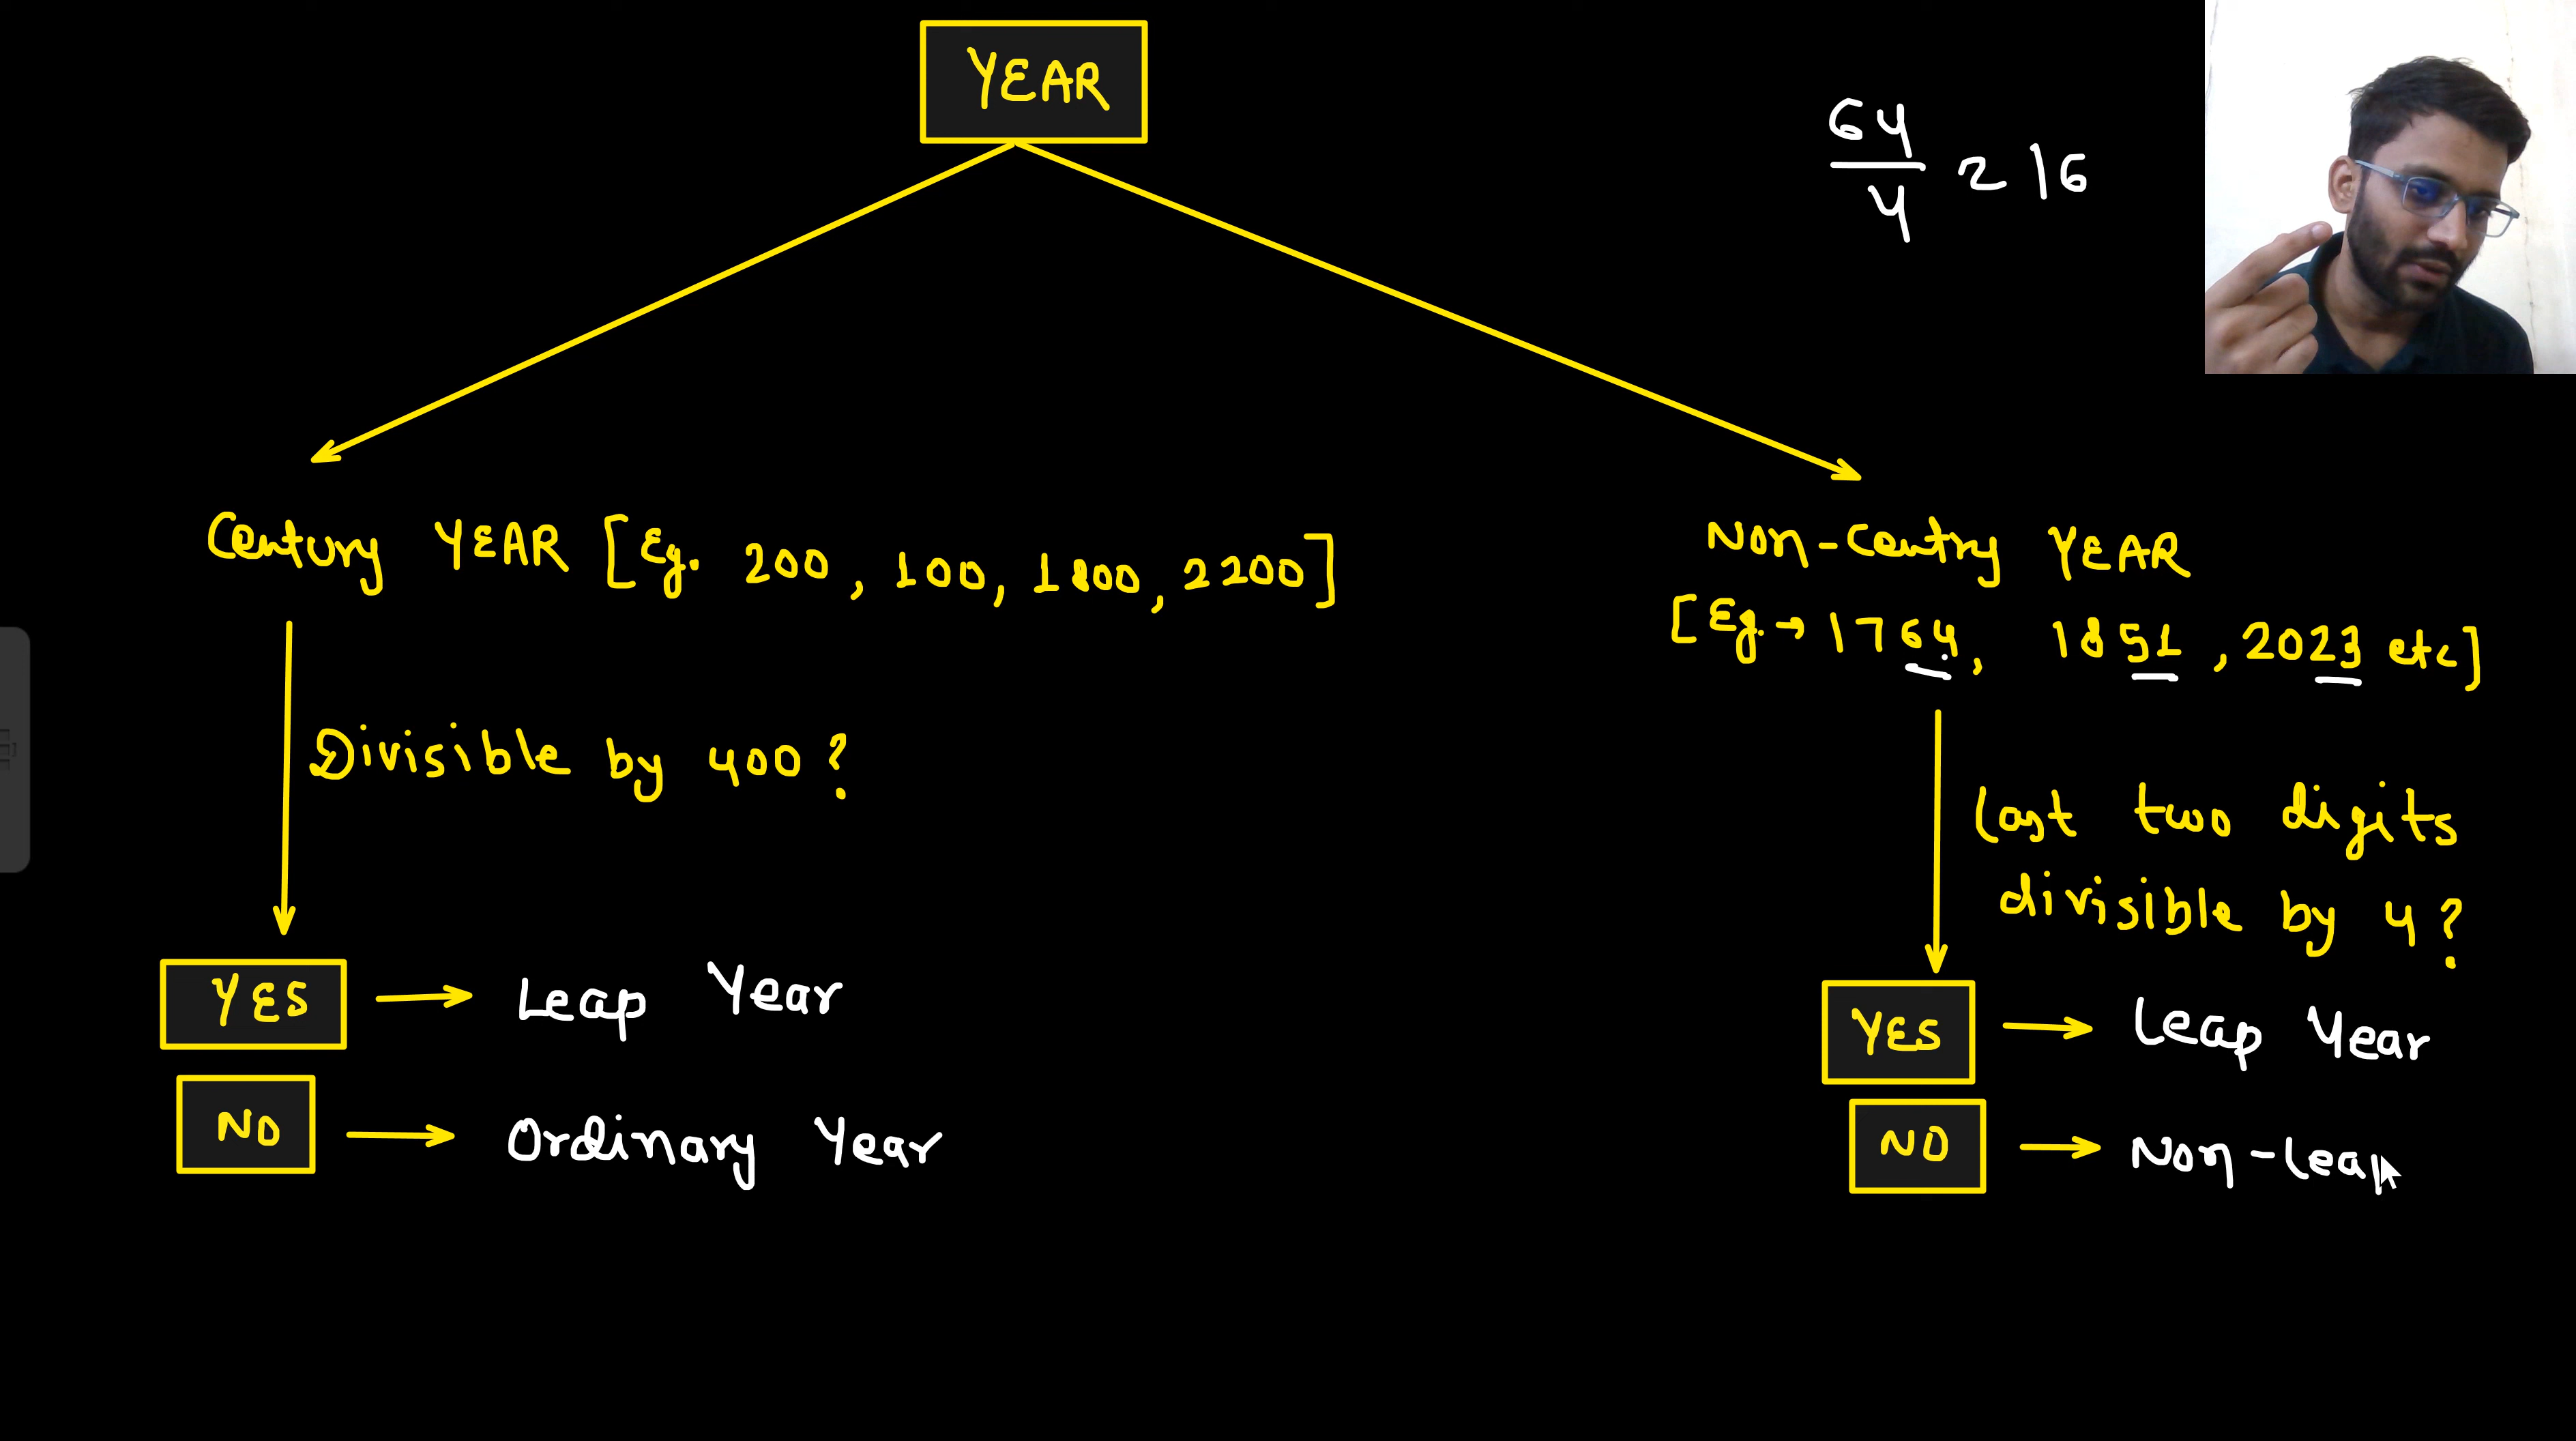 YEAR
64
4
2 16
Century YEAR [Eg. 200, 100, 1800, 2200]
Non-Centry YEAR
[Eg.→ 1764, 1851, 2023 etc]
Divisible by 400?
Last two digits
divisible by 4?
YES → Leap Year
NO → Ordinary Year
YES → Leap Year
NO → Non-Leap